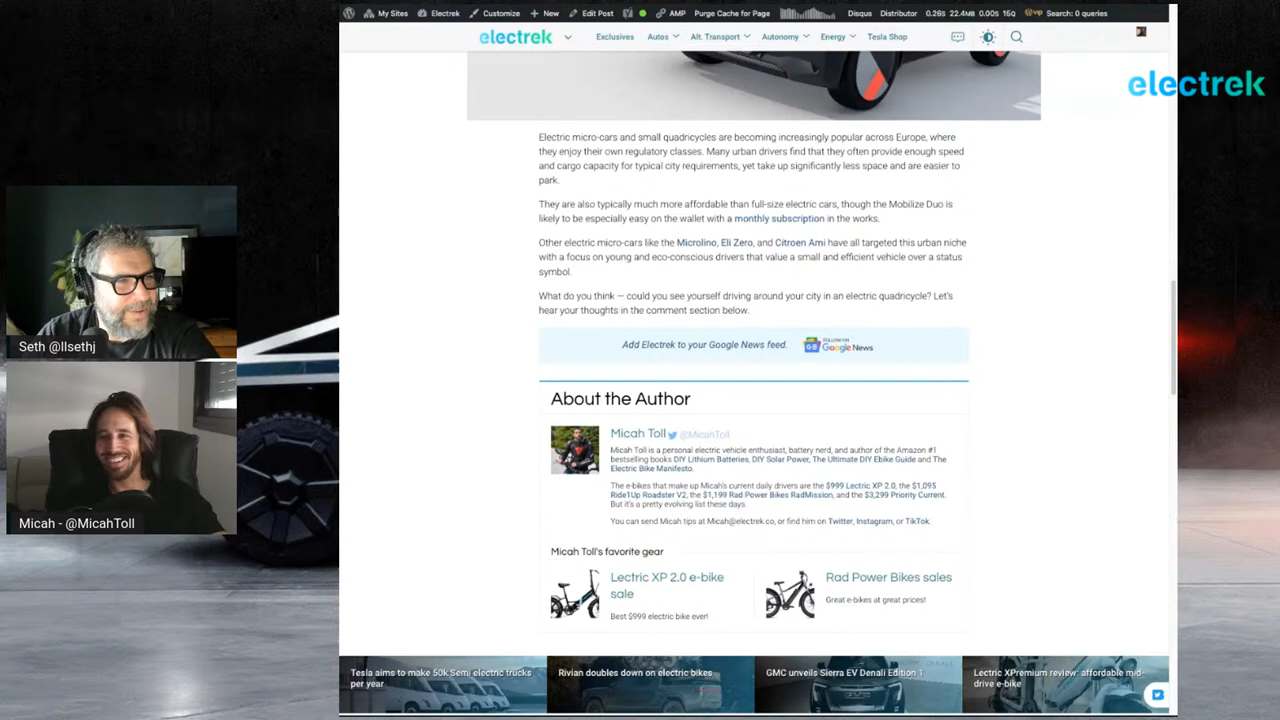 My Sites Electrek Customize New Edit Post AMP Purge Cache for Page Disqus Distributor 0.26s 22.4MB 0.00s 15Q VIP Search: 0 queries
electrek Exclusives Autos Alt. Transport Autonomy Energy Tesla Shop
electrek
Electric micro-cars and small quadricycles are becoming increasingly popular across Europe, where
they enjoy their own regulatory classes. Many urban drivers find that they often provide enough speed
and cargo capacity for typical city requirements, yet take up significantly less space and are easier to
park.
They are also typically much more affordable than full-size electric cars, though the Mobilize Duo is
likely to be especially easy on the wallet with a monthly subscription in the works.
Other electric micro-cars like the Microlino, Eli Zero, and Citroen Ami have all targeted this urban niche
with a focus on young and eco-conscious drivers that value a small and efficient vehicle over a status
symbol.
What do you think — could you see yourself driving around your city in an electric quadricycle? Let's
hear your thoughts in the comment section below.
Add Electrek to your Google News feed. FOLLOW ON Google News
Seth @llsethj
About the Author
Micah Toll @MicahToll
Micah Toll is a personal electric vehicle enthusiast, battery nerd, and author of the Amazon #1
bestselling books DIY Lithium Batteries, DIY Solar Power, The Ultimate DIY Ebike Guide and The
Electric Bike Manifesto.
The e-bikes that make up Micah's current daily drivers are the $999 Lectric XP 2.0, the $1,095
Ride1Up Roadster V2, the $1,199 Rad Power Bikes RadMission, and the $3,299 Priority Current.
But it's a pretty evolving list these days.
You can send Micah tips at Micah@electrek.co, or find him on Twitter, Instagram, or TikTok.
Micah - @MicahToll
Micah Toll's favorite gear
Lectric XP 2.0 e-bike
sale
Best $999 electric bike ever!
Rad Power Bikes sales
Great e-bikes at great prices!
Tesla aims to make 50k Semi electric trucks
per year
Rivian doubles down on electric bikes
GMC unveils Sierra EV Denali Edition 1
Lectric XPremium review: affordable mid-
drive e-bike